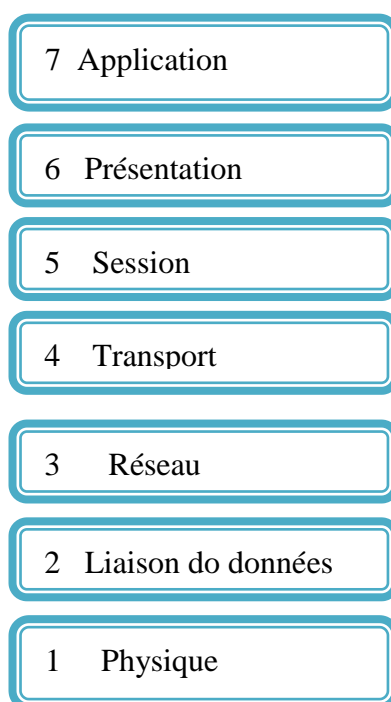 7 Application
6 Présentation
5 Session
4 Transport
3 Réseau
2 Liaison do données
1 Physique